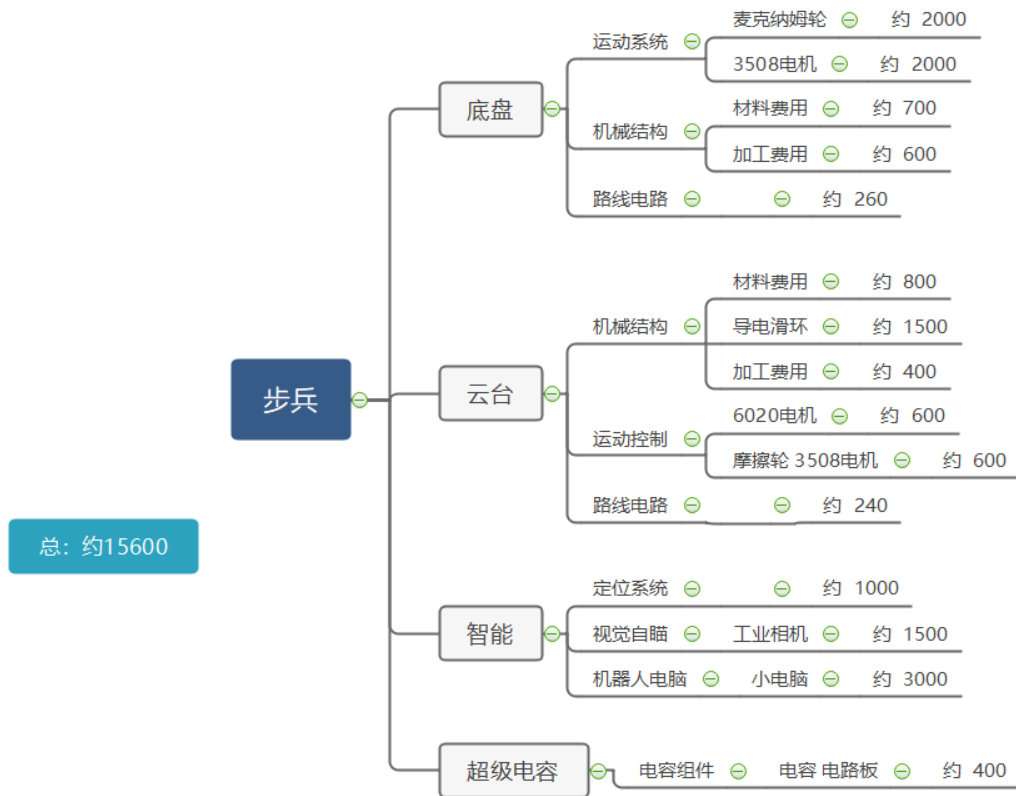 步兵
总：约15600
底盘
运动系统
麦克纳姆轮 约 2000
3508电机 约 2000
机械结构
材料费用 约 700
加工费用 约 600
路线电路 约 260
云台
机械结构
材料费用 约 800
导电滑环 约 1500
加工费用 约 400
运动控制
6020电机 约 600
摩擦轮 3508电机 约 600
路线电路 约 240
智能
定位系统 约 1000
视觉自瞄 工业相机 约 1500
机器人电脑 小电脑 约 3000
超级电容
电容组件 电容 电路板 约 400